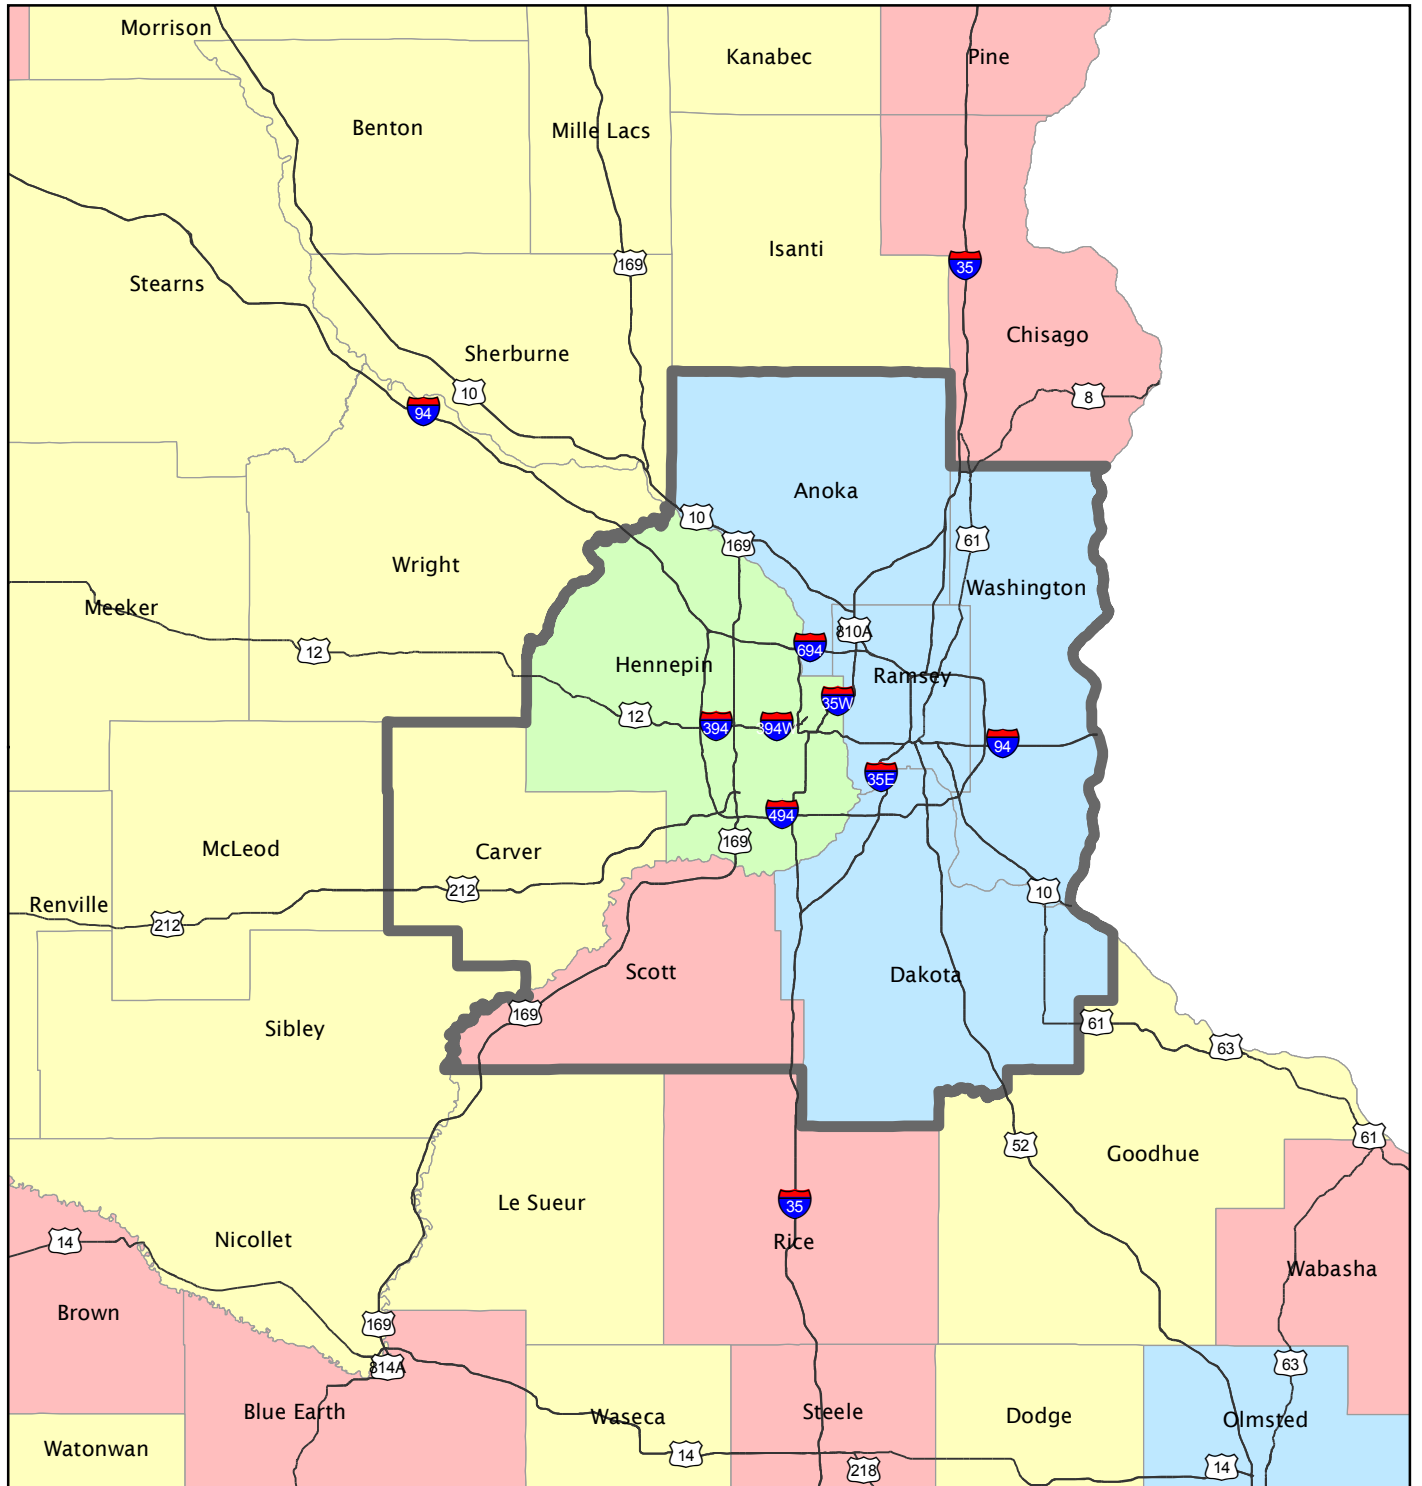 Morrison
Kanabec
Pine
Benton
Mille Lacs
Isanti
169
35
Stearns
Chisago
Sherburne
10
8
94
Anoka
10
61
169
Wright
Washington
Meeker
810A
694
12
Hennepin
Ramsey
35W
12
394
394W
94
35E
494
169
McLeod
Carver
212
10
Renville
212
Scott
Dakota
169
61
Sibley
63
61
52
Goodhue
Le Sueur
35
Nicollet
14
Rice
Wabasha
Brown
169
814A
63
Blue Earth
Waseca
Steele
Dodge
Olmsted
Watonwan
14
218
14